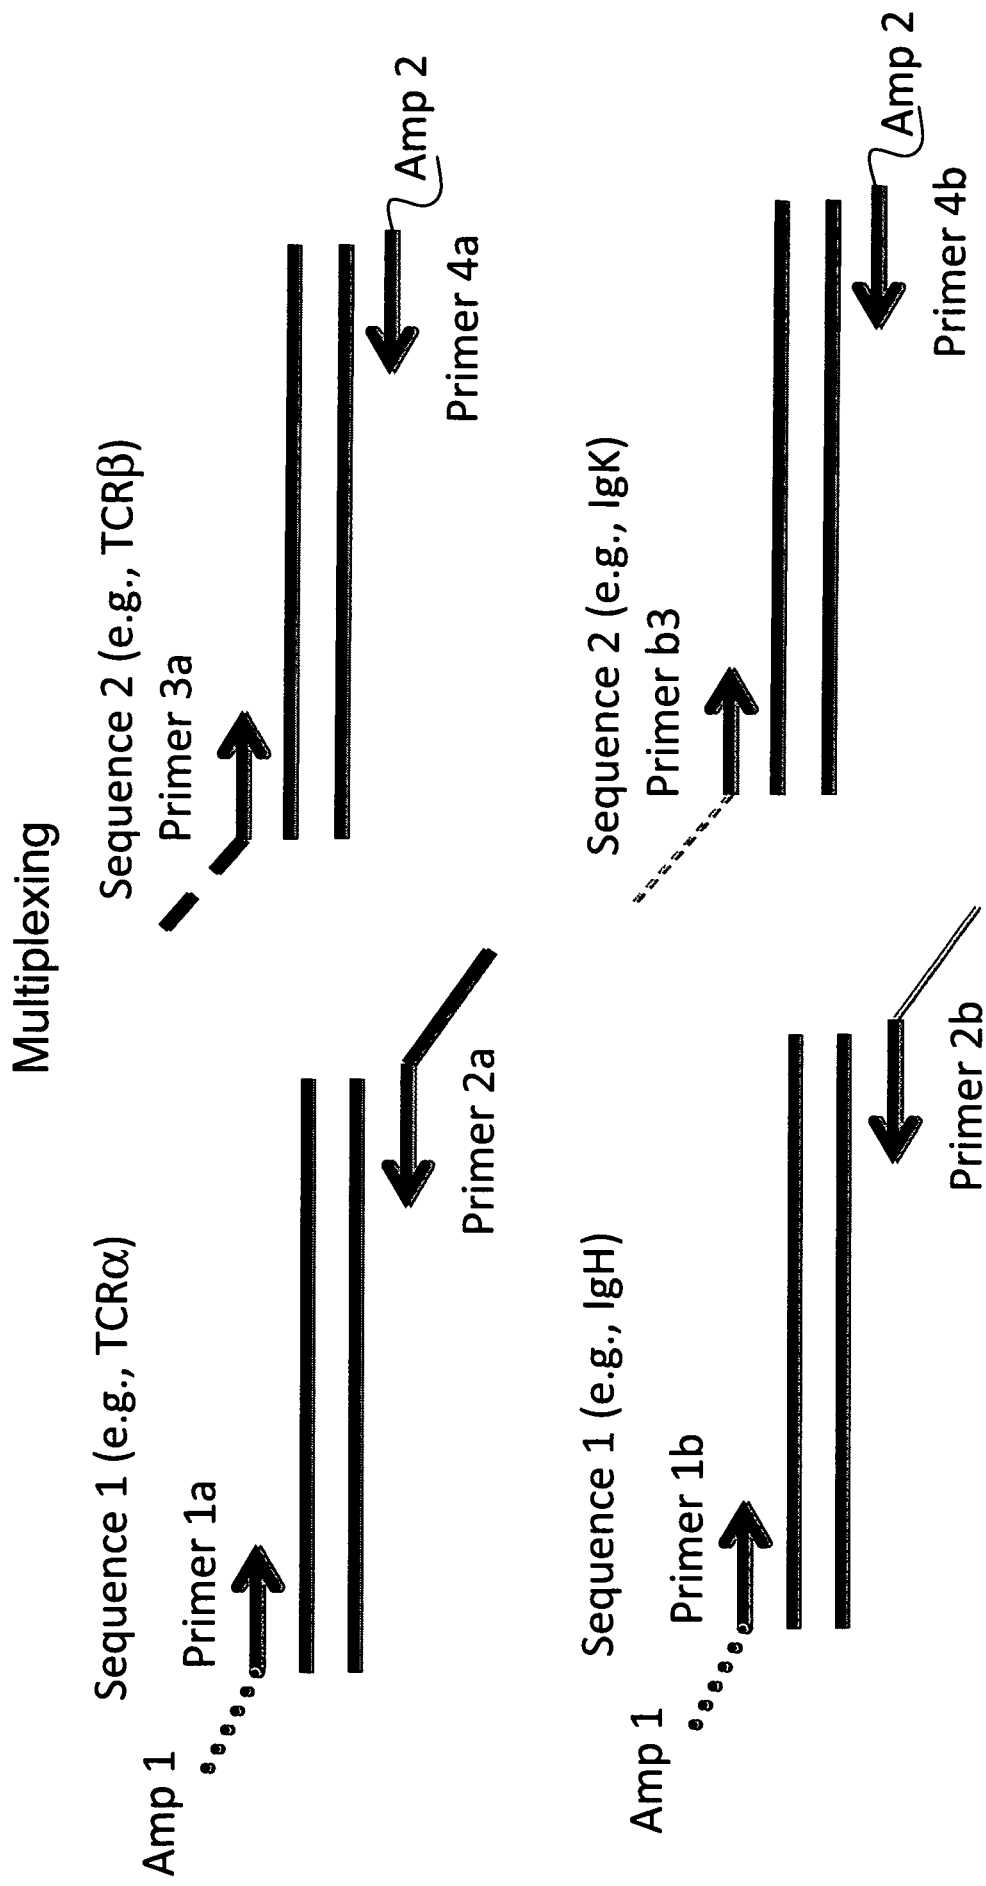 Multiplexing
Sequence 1 (e.g., TCRα)
Primer 1a
Amp 1
Primer 2a
Sequence 2 (e.g., TCRβ)
Primer 3a
Amp 2
Primer 4a
Sequence 1 (e.g., IgH)
Primer 1b
Amp 1
Primer 2b
Sequence 2 (e.g., IgK)
Primer b3
Amp 2
Primer 4b